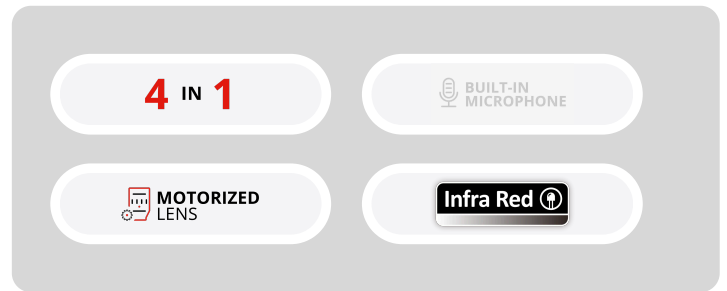 4 IN 1
BUILT-IN
MICROPHONE
MOTORIZED
LENS
Infra Red